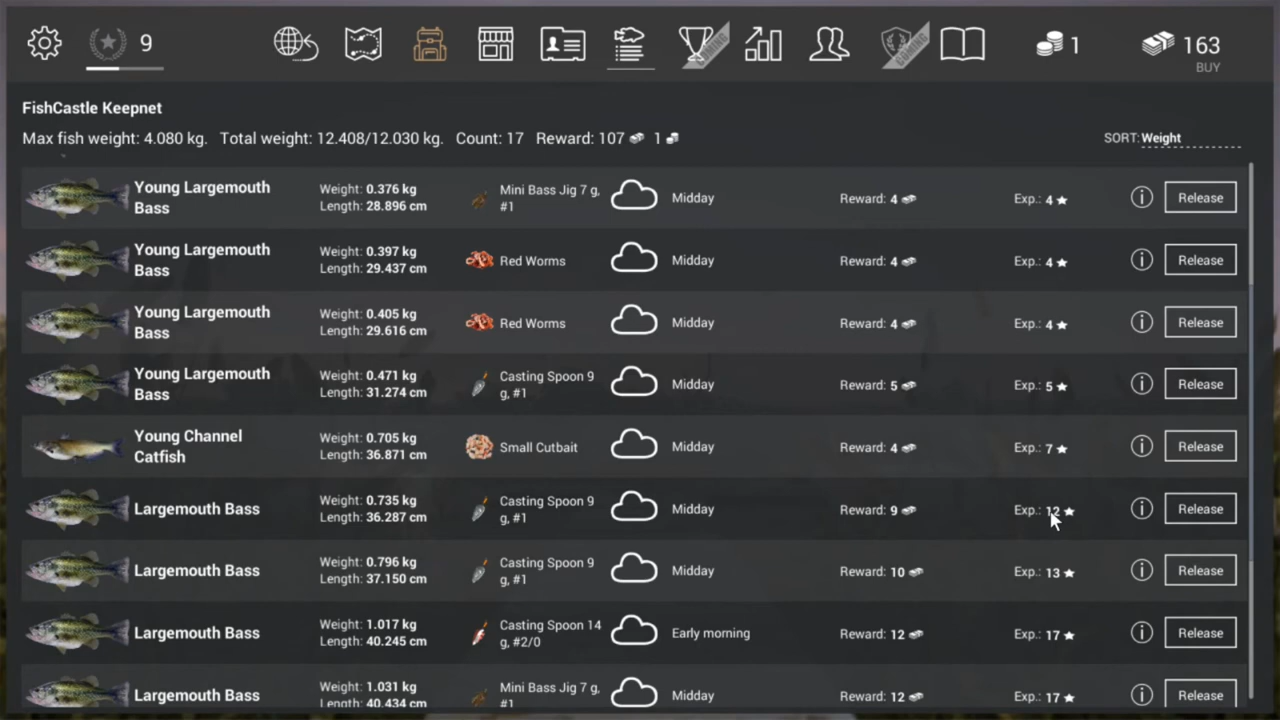 9
1
163
BUY
FishCastle Keepnet
Max fish weight: 4.080 kg. Total weight: 12.408/12.030 kg. Count: 17 Reward: 107 1
SORT: Weight
Young Largemouth Bass Weight: 0.376 kg Length: 28.896 cm Mini Bass Jig 7 g, #1 Midday Reward: 4 Exp.: 4 Release
Young Largemouth Bass Weight: 0.397 kg Length: 29.437 cm Red Worms Midday Reward: 4 Exp.: 4 Release
Young Largemouth Bass Weight: 0.405 kg Length: 29.616 cm Red Worms Midday Reward: 4 Exp.: 4 Release
Young Largemouth Bass Weight: 0.471 kg Length: 31.274 cm Casting Spoon 9 g, #1 Midday Reward: 5 Exp.: 5 Release
Young Channel Catfish Weight: 0.705 kg Length: 36.871 cm Small Cutbait Midday Reward: 4 Exp.: 7 Release
Largemouth Bass Weight: 0.735 kg Length: 36.287 cm Casting Spoon 9 g, #1 Midday Reward: 9 Exp.: 12 Release
Largemouth Bass Weight: 0.796 kg Length: 37.150 cm Casting Spoon 9 g, #1 Midday Reward: 10 Exp.: 13 Release
Largemouth Bass Weight: 1.017 kg Length: 40.245 cm Casting Spoon 14 g, #2/0 Early morning Reward: 12 Exp.: 17 Release
Largemouth Bass Weight: 1.031 kg Length: 40.434 cm Mini Bass Jig 7 g, #1 Midday Reward: 12 Exp.: 17 Release